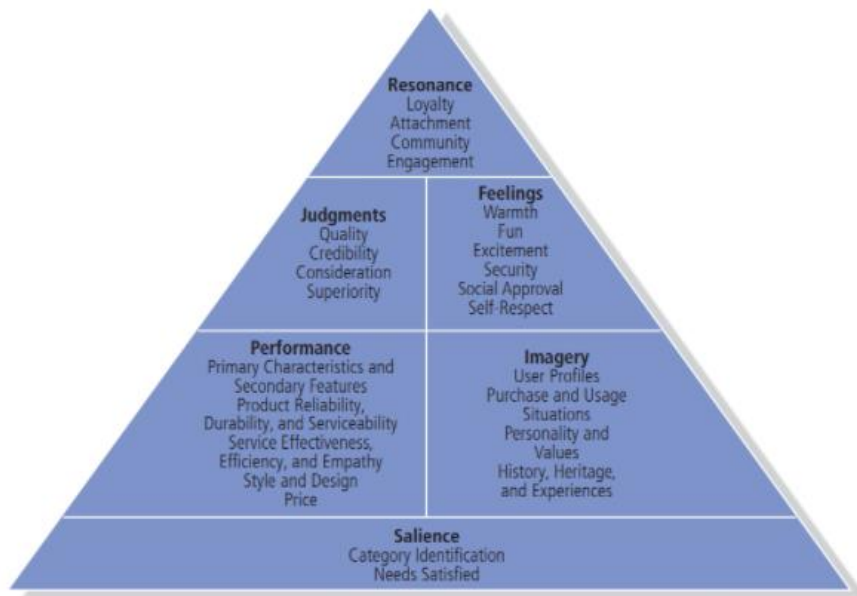 Resonance
Loyalty
Attachment
Community
Engagement
Judgments
Quality
Credibility
Consideration
Superiority
Feelings
Warmth
Fun
Excitement
Security
Social Approval
Self-Respect
Performance
Primary Characteristics and
Secondary Features
Product Reliability,
Durability, and Serviceability
Service Effectiveness,
Efficiency, and Empathy
Style and Design
Price
Imagery
User Profiles
Purchase and Usage
Situations
Personality and
Values
History, Heritage,
and Experiences
Salience
Category Identification
Needs Satisfied